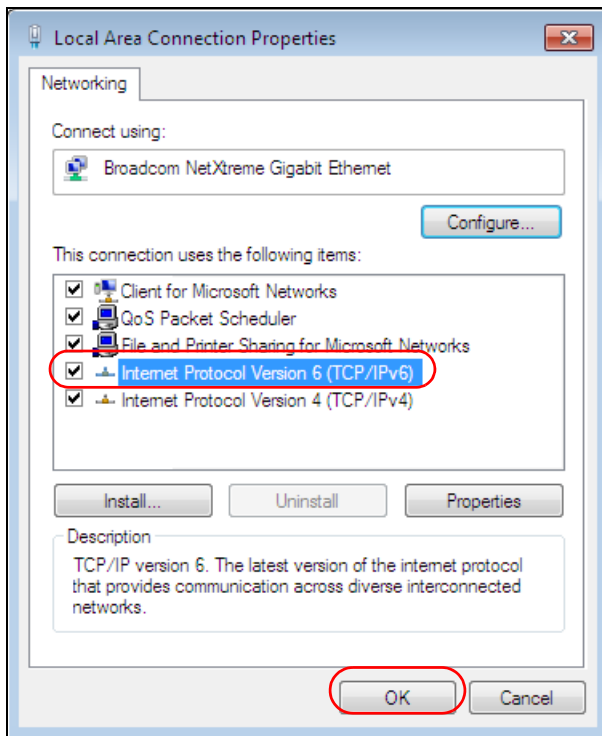 Local Area Connection Properties
Networking
Connect using:
Broadcom NetXtreme Gigabit Ethernet
Configure...
This connection uses the following items:
Client for Microsoft Networks
QoS Packet Scheduler
File and Printer Sharing for Microsoft Networks
Internet Protocol Version 6 (TCP/IPv6)
Internet Protocol Version 4 (TCP/IPv4)
Install...
Uninstall
Properties
Description
TCP/IP version 6. The latest version of the internet protocol
that provides communication across diverse interconnected
networks.
OK
Cancel